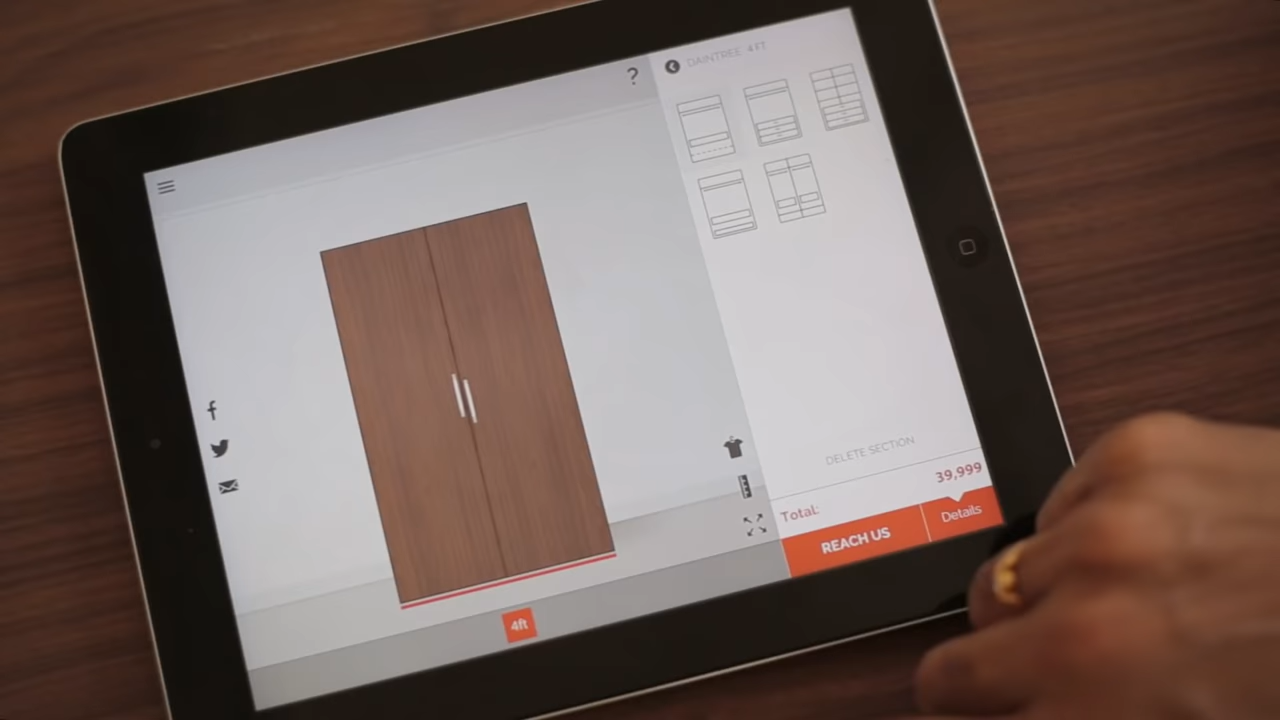 ?
DAINTREE 4FT
DELETE SECTION
Total:
39,999
REACH US
Details
4ft